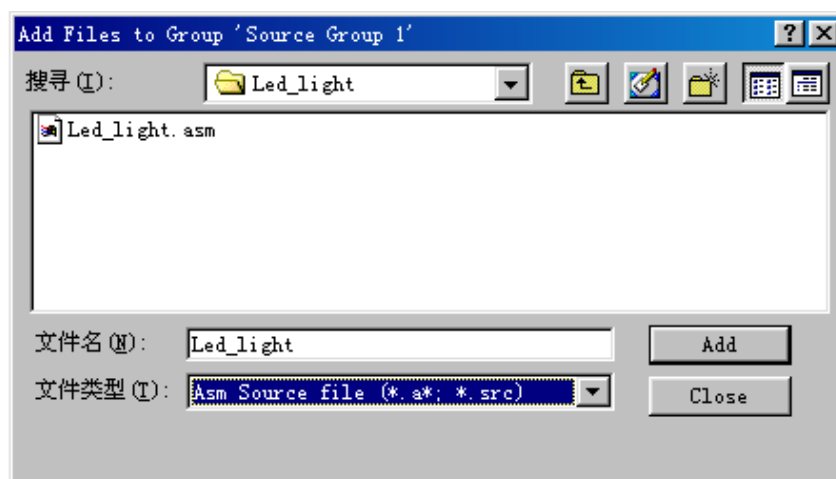 Add Files to Group 'Source Group 1'
搜寻(I):
Led_light
Led_light.asm
文件名(N):
Led_light
Add
文件类型(T):
Asm Source file (*.a*; *.src)
Close